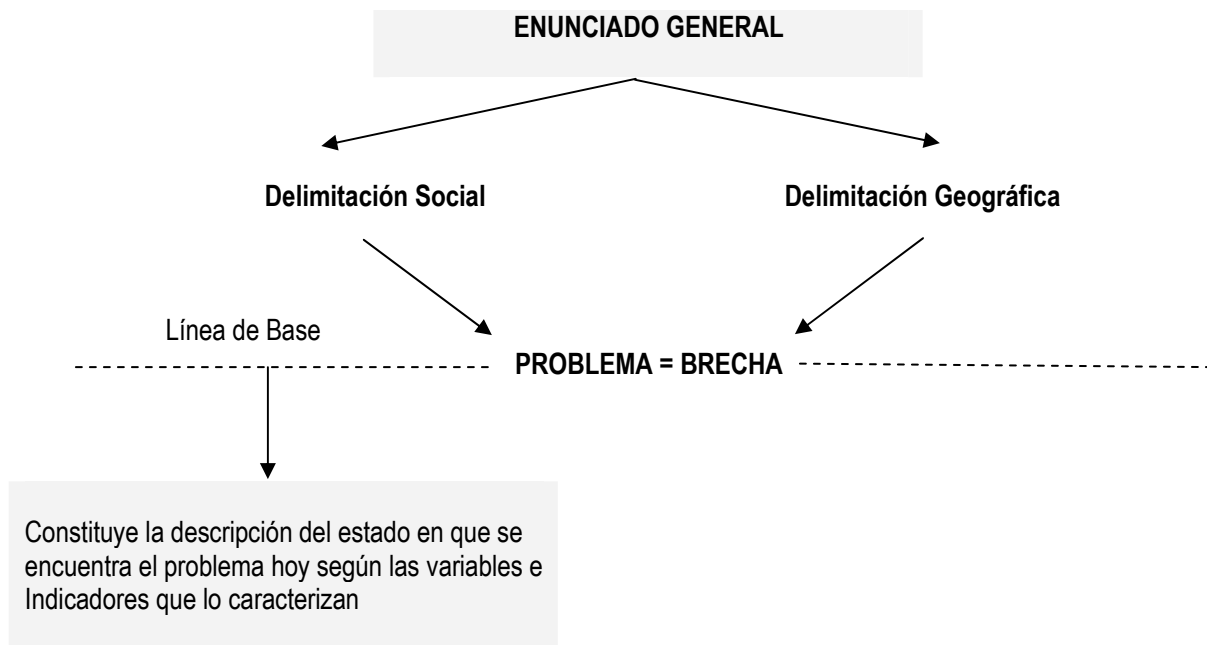 ENUNCIADO GENERAL
Delimitación Social
Delimitación Geográfica
Línea de Base
PROBLEMA = BRECHA
Constituye la descripción del estado en que se
encuentra el problema hoy según las variables e
Indicadores que lo caracterizan